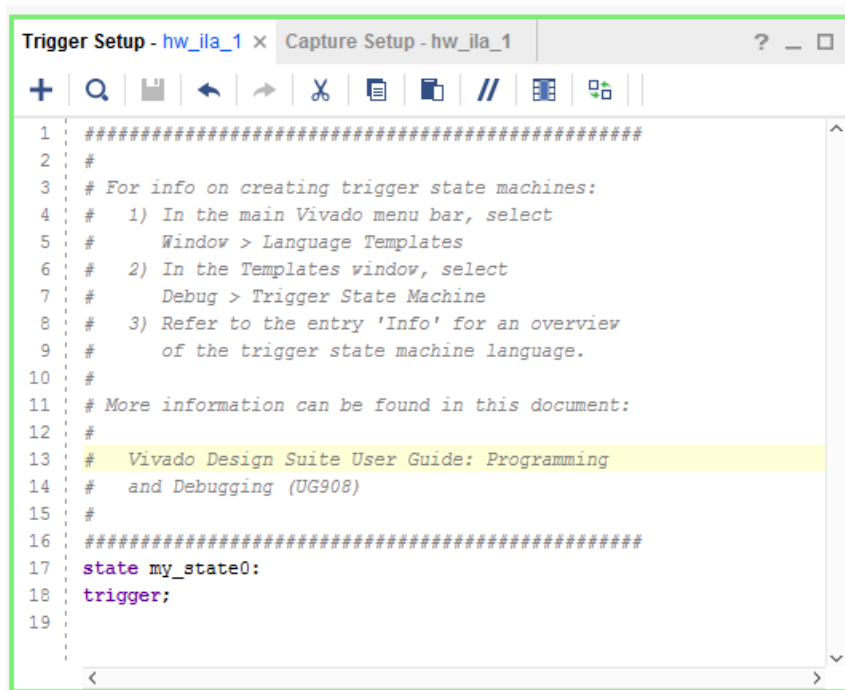 Trigger Setup - hw_ila_1 × Capture Setup - hw_ila_1 ? _
1 #################################################
2 #
3 # For info on creating trigger state machines:
4 # 1) In the main Vivado menu bar, select
5 # Window > Language Templates
6 # 2) In the Templates window, select
7 # Debug > Trigger State Machine
8 # 3) Refer to the entry 'Info' for an overview
9 # of the trigger state machine language.
10 #
11 # More information can be found in this document:
12 #
13 # Vivado Design Suite User Guide: Programming
14 # and Debugging (UG908)
15 #
16 #################################################
17 state my_state0:
18 trigger;
19